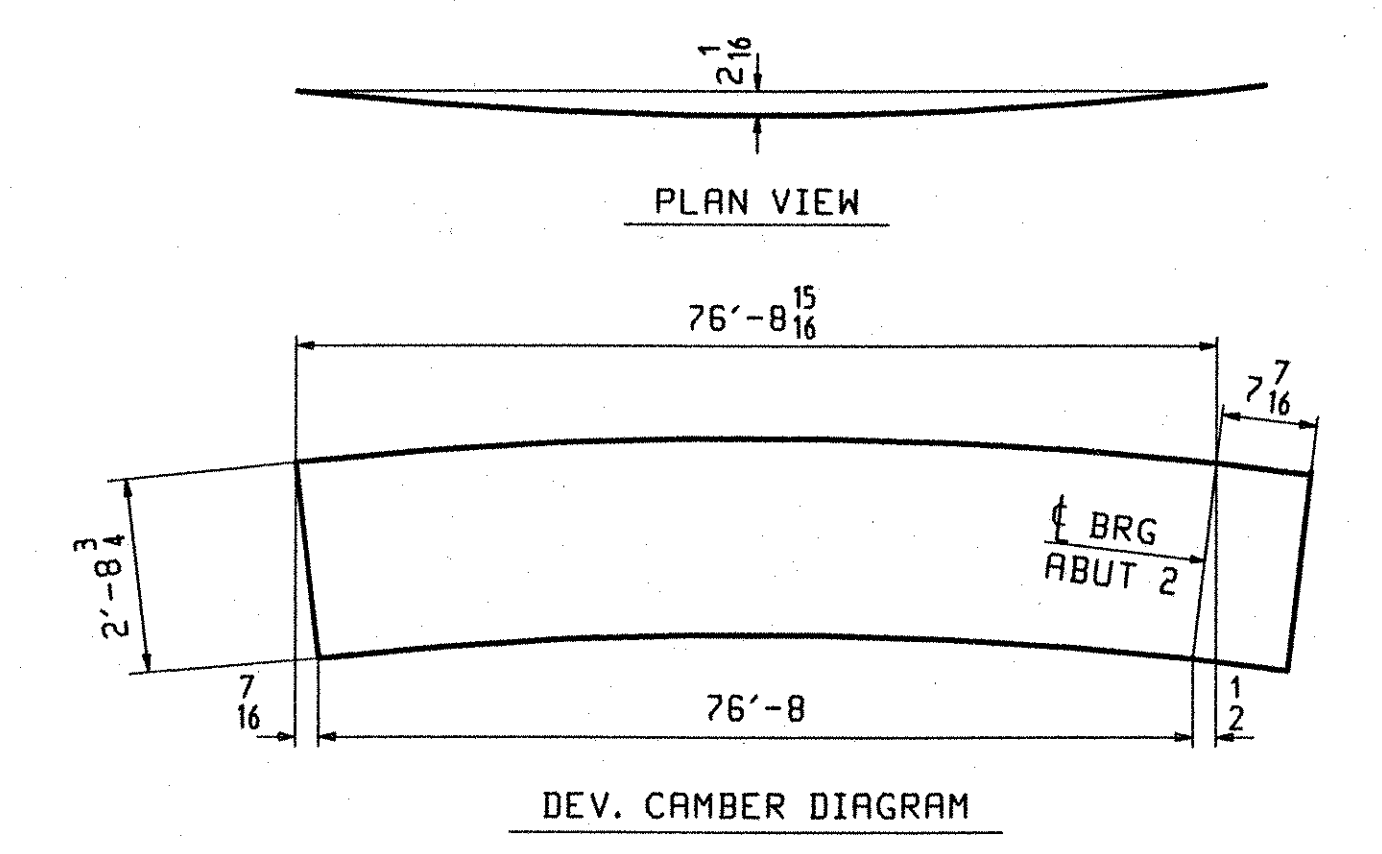 2 1/16
PLAN VIEW
76'-8 15/16
7 7/16
2'-8 3/4
℄ BRG
ABUT 2
7/16
76'-8
1/2
DEV. CAMBER DIAGRAM